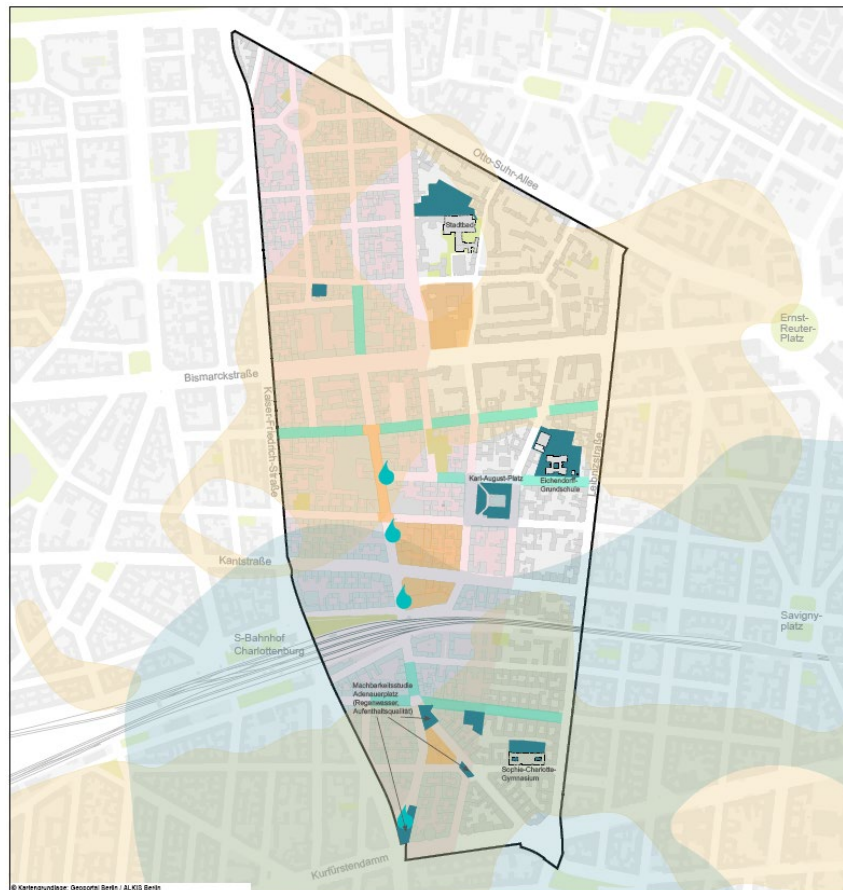 Otto-Suhr-Allee
Stadtbad
Ernst-
Reuter-
Platz
Bismarckstraße
Kaiser-Friedrich-Straße
Leibnizstraße
Karl-August-Platz
Eichendorff-
Grundschule
Kantstraße
Savigny-
platz
S-Bahnhof
Charlottenburg
Machbarkeitsstudie
Adenauerplatz
(Regenwasser,
Aufenthaltsqualität)
Sophie-Charlotte-
Gymnasium
Kurfürstendamm
© Kartengrundlage: Geoportal Berlin / ALKIS Berlin